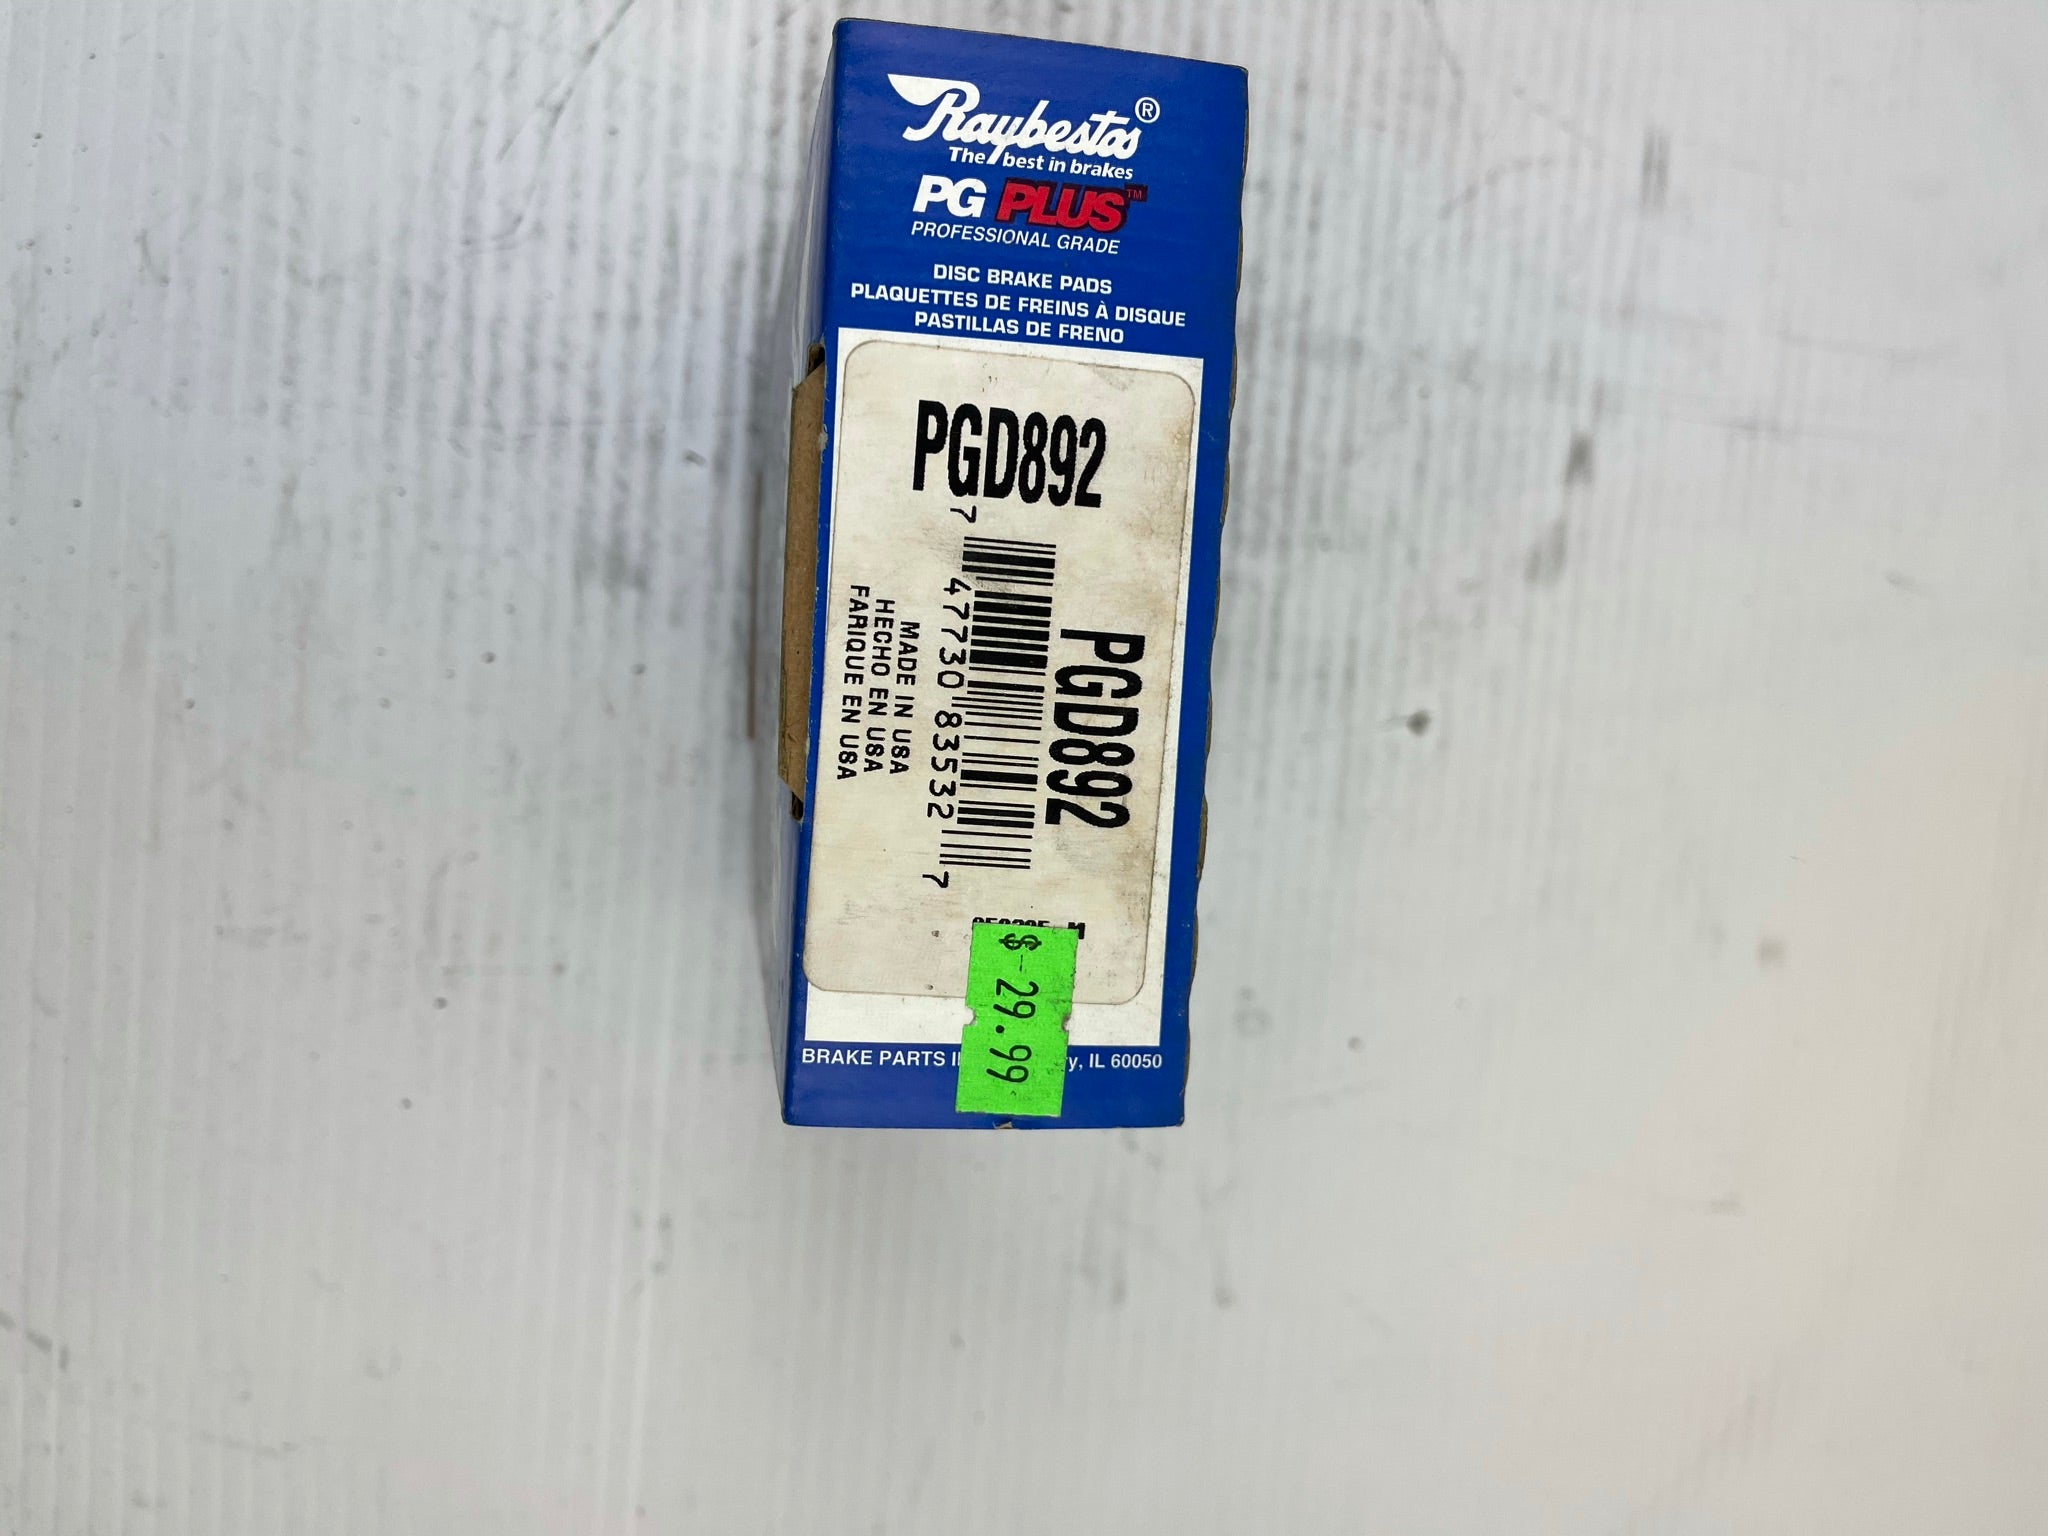 Raybestos®
The best in brakes
PG PLUS™
PROFESSIONAL GRADE
DISC BRAKE PADS
PLAQUETTES DE FREINS À DISQUE
PASTILLAS DE FRENO
PGD892
PGD892
7 47730 83532 7
MADE IN USA
HECHO EN USA
FARIQUE EN USA
M
$-29.99
BRAKE PARTS IL 60050